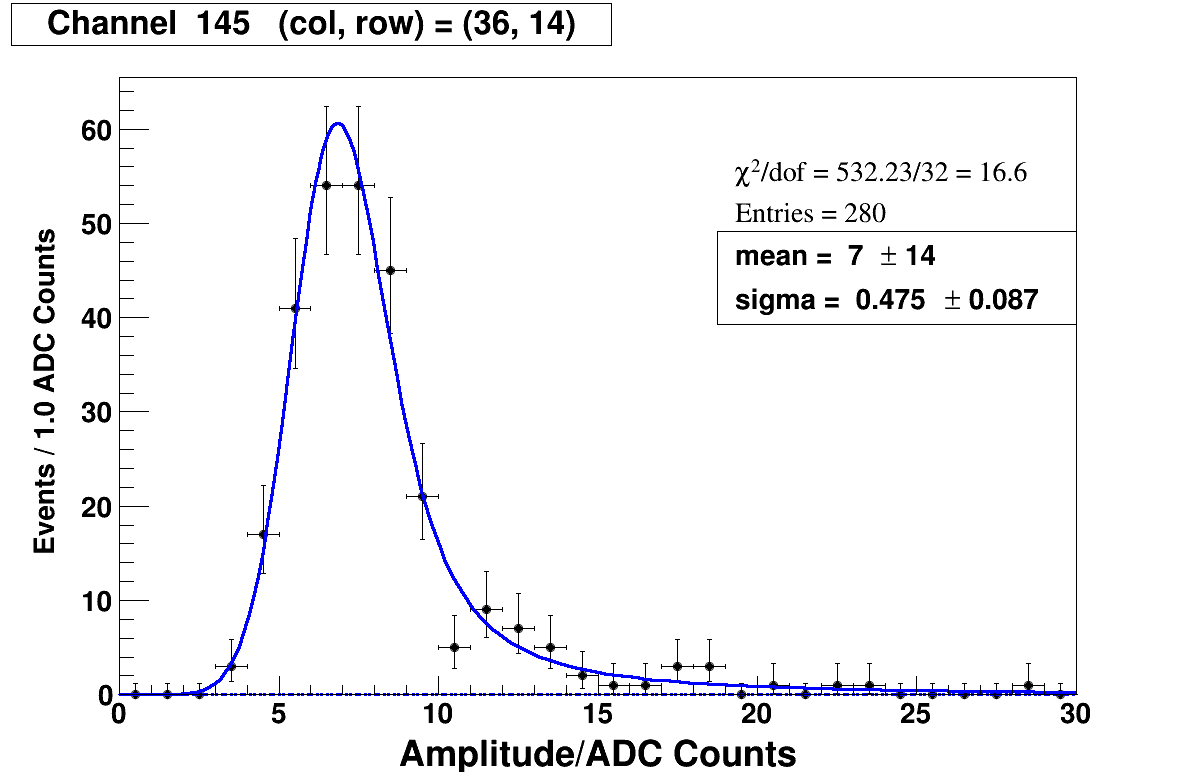 Channel 145 (col, row) = (36, 14)
χ²/dof = 532.23/32 = 16.6
Entries = 280
mean = 7 ± 14
sigma = 0.475 ± 0.087
Events / 1.0 ADC Counts
60
50
40
30
20
10
0
0 5 10 15 20 25 30
Amplitude/ADC Counts